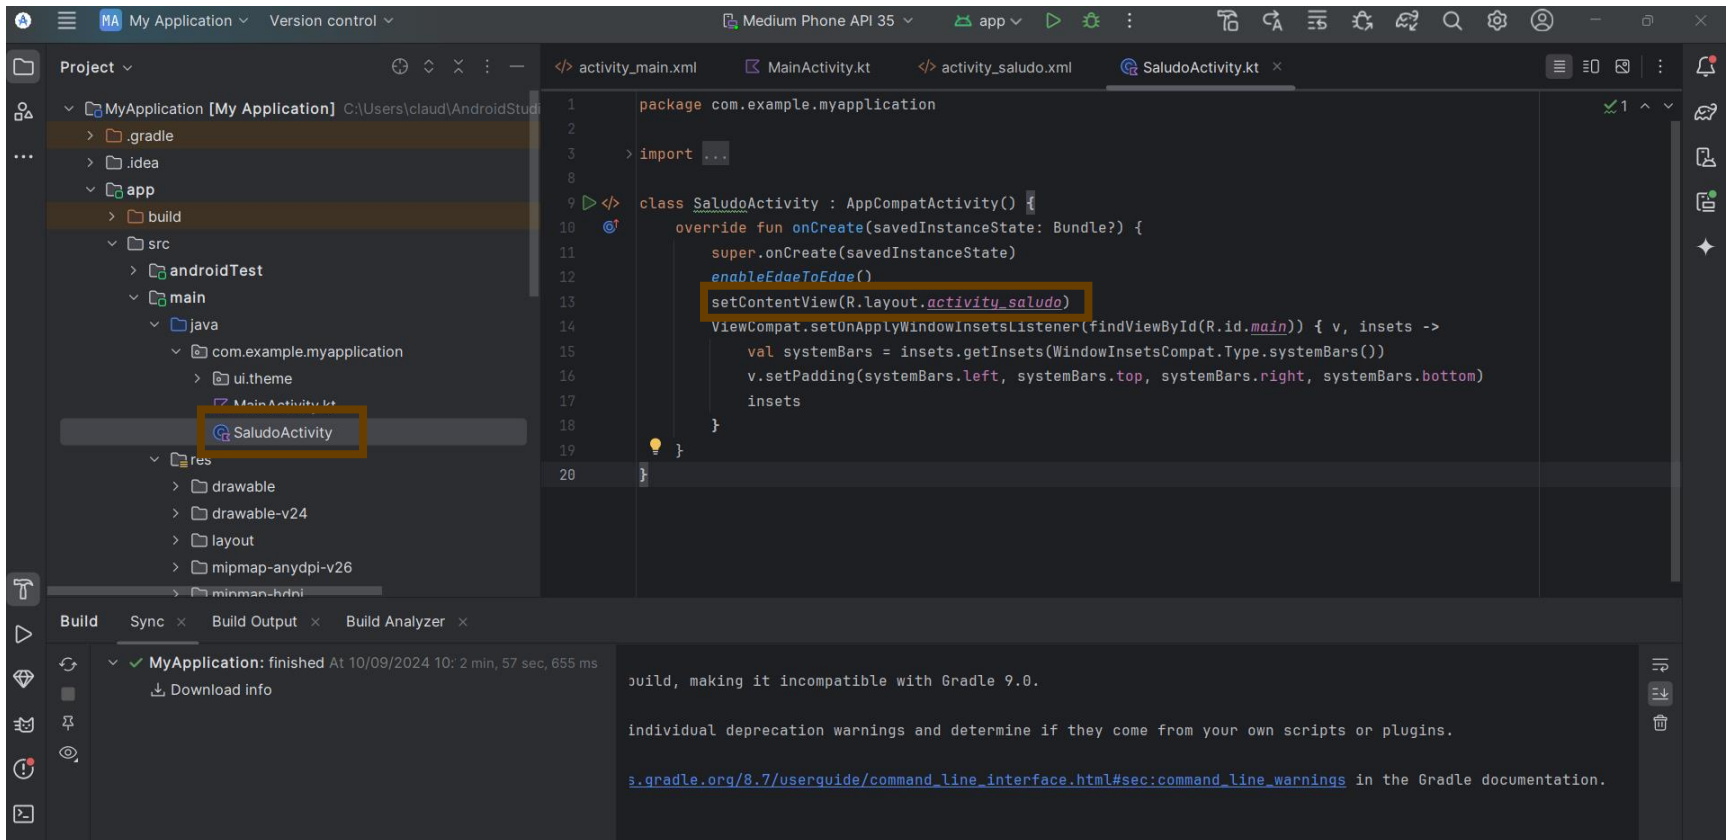 MA My Application Version control Medium Phone API 35 app
Project
activity_main.xml MainActivity.kt activity_saludo.xml SaludoActivity.kt
MyApplication [My Application] C:\Users\claud\AndroidStudi
.gradle
.idea
app
build
src
androidTest
main
java
com.example.myapplication
ui.theme
MainActivity.kt
SaludoActivity
res
drawable
drawable-v24
layout
mipmap-anydpi-v26
mipmap-hdpi
1 package com.example.myapplication
2
3 import ...
8
9 class SaludoActivity : AppCompatActivity() {
10 override fun onCreate(savedInstanceState: Bundle?) {
11 super.onCreate(savedInstanceState)
12 enableEdgeToEdge()
13 setContentView(R.layout.activity_saludo)
14 ViewCompat.setOnApplyWindowInsetsListener(findViewById(R.id.main)) { v, insets ->
15 val systemBars = insets.getInsets(WindowInsetsCompat.Type.systemBars())
16 v.setPadding(systemBars.left, systemBars.top, systemBars.right, systemBars.bottom)
17 insets
18 }
19 }
20 }
1
Build Sync Build Output Build Analyzer
MyApplication: finished At 10/09/2024 10: 2 min, 57 sec, 655 ms
Download info
build, making it incompatible with Gradle 9.0.
individual deprecation warnings and determine if they come from your own scripts or plugins.
s.gradle.org/8.7/userguide/command_line_interface.html#sec:command_line_warnings in the Gradle documentation.